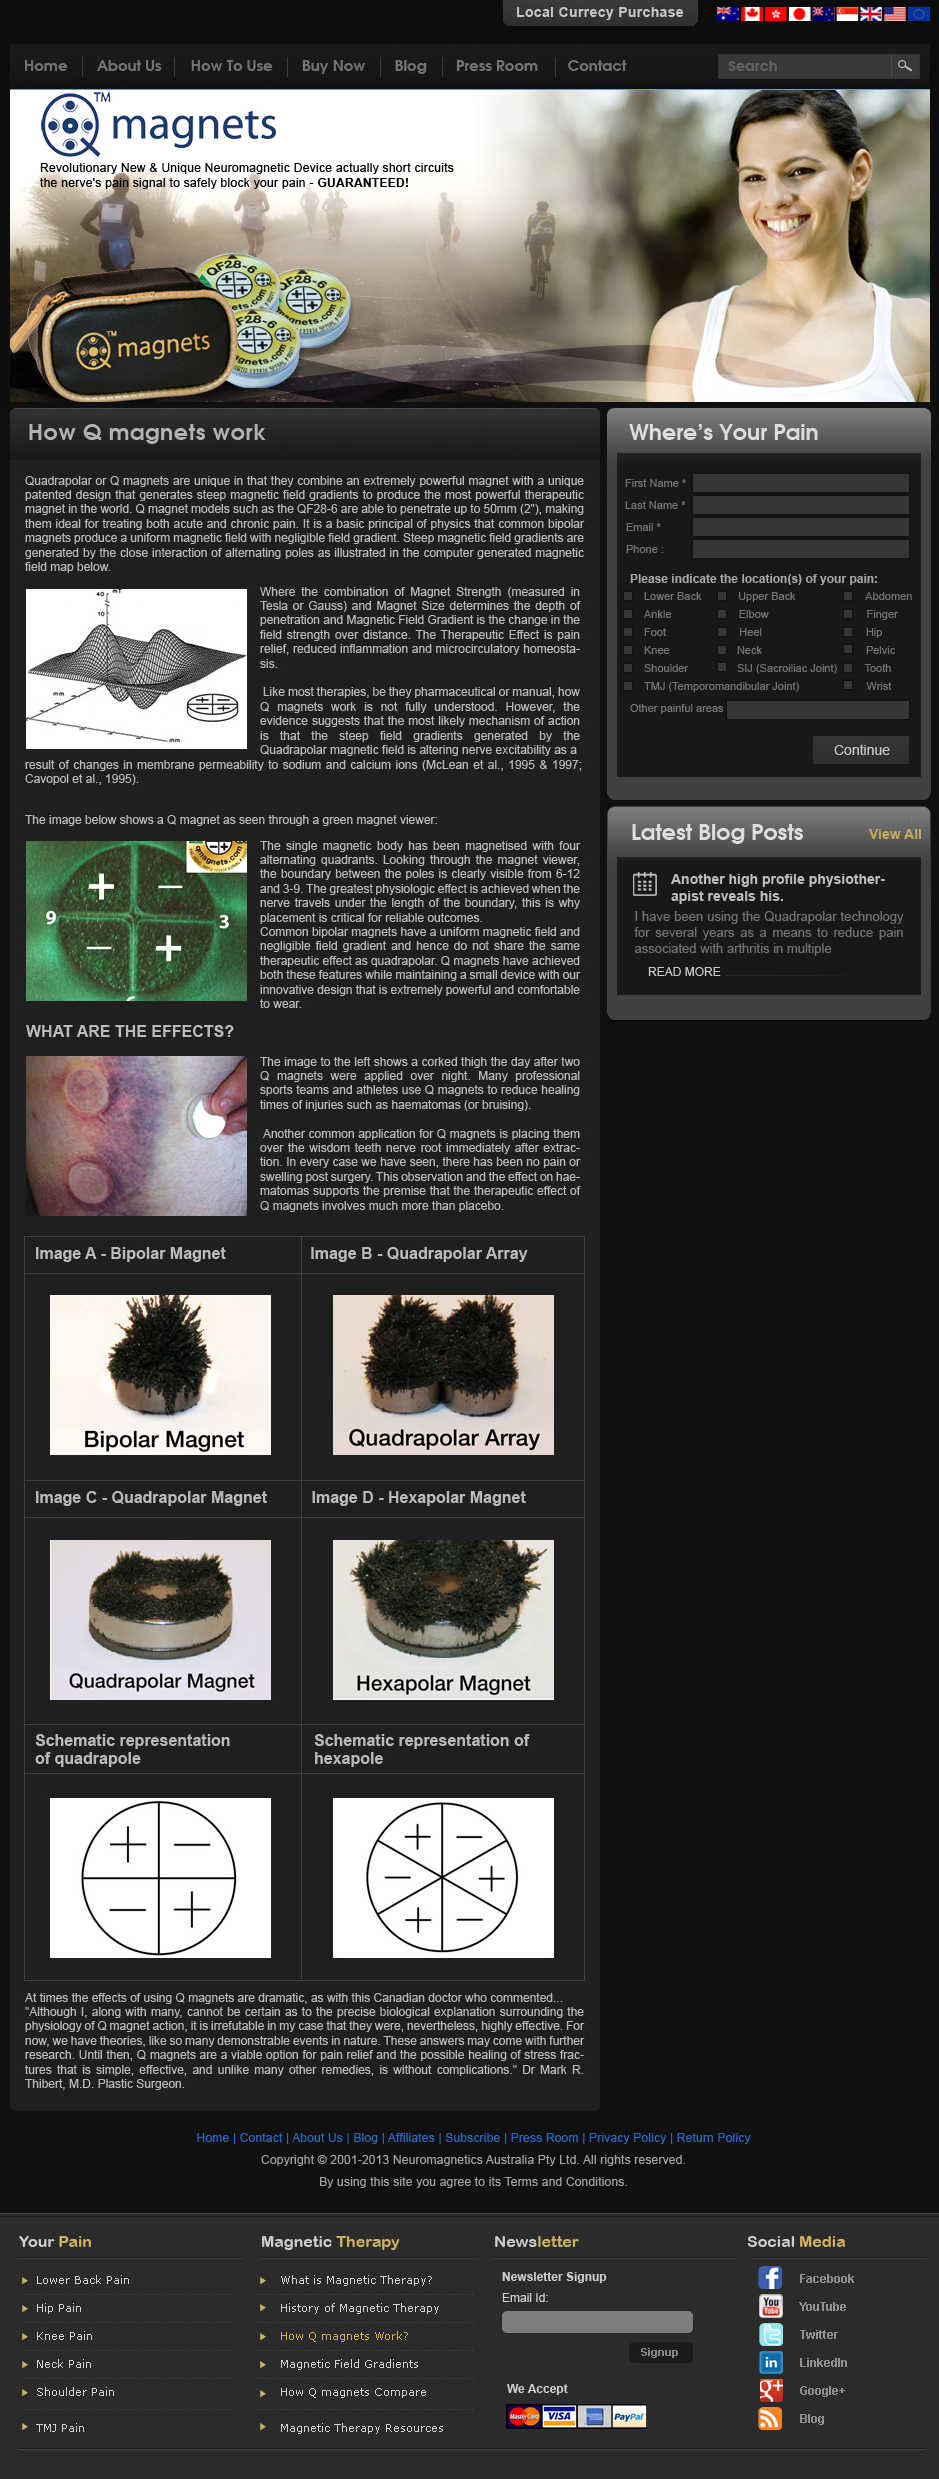 Local Currecy Purchase
Home
About Us
How To Use
Buy Now
Blog
Press Room
Contact
Search
Q magnets TM
Revolutionary New & Unique Neuromagnetic Device actually short circuits
the nerve's pain signal to safely block your pain - GUARANTEED!
QF28-6
QF28-6
F28-6
magnets.com
Q magnets TM
How Q magnets work
Quadrapolar or Q magnets are unique in that they combine an extremely powerful magnet with a unique
patented design that generates steep magnetic field gradients to produce the most powerful therapeutic
magnet in the world. Q magnet models such as the QF28-6 are able to penetrate up to 50mm (2"), making
them ideal for treating both acute and chronic pain. It is a basic principal of physics that common bipolar
magnets produce a uniform magnetic field with negligible field gradient. Steep magnetic field gradients are
generated by the close interaction of alternating poles as illustrated in the computer generated magnetic
field map below.
40 mT
10
0
mm
mm
Where the combination of Magnet Strength (measured in
Tesla or Gauss) and Magnet Size determines the depth of
penetration and Magnetic Field Gradient is the change in the
field strength over distance. The Therapeutic Effect is pain
relief, reduced inflammation and microcirculatory homeosta-
sis.
Like most therapies, be they pharmaceutical or manual, how
Q magnets work is not fully understood. However, the
evidence suggests that the most likely mechanism of action
is that the steep field gradients generated by the
Quadrapolar magnetic field is altering nerve excitability as a
result of changes in membrane permeability to sodium and calcium ions (McLean et al., 1995 & 1997;
Cavopol et al., 1995).
The image below shows a Q magnet as seen through a green magnet viewer:
qmagnets.com
9
3
6
The single magnetic body has been magnetised with four
alternating quadrants. Looking through the magnet viewer,
the boundary between the poles is clearly visible from 6-12
and 3-9. The greatest physiologic effect is achieved when the
nerve travels under the length of the boundary, this is why
placement is critical for reliable outcomes.
Common bipolar magnets have a uniform magnetic field and
negligible field gradient and hence do not share the same
therapeutic effect as quadrapolar. Q magnets have achieved
both these features while maintaining a small device with our
innovative design that is extremely powerful and comfortable
to wear.
WHAT ARE THE EFFECTS?
The image to the left shows a corked thigh the day after two
Q magnets were applied over night. Many professional
sports teams and athletes use Q magnets to reduce healing
times of injuries such as haematomas (or bruising).
Another common application for Q magnets is placing them
over the wisdom teeth nerve root immediately after extrac-
tion. In every case we have seen, there has been no pain or
swelling post surgery. This observation and the effect on hae-
matomas supports the premise that the therapeutic effect of
Q magnets involves much more than placebo.
Image A - Bipolar Magnet
Image B - Quadrapolar Array
Bipolar Magnet
Quadrapolar Array
Image C - Quadrapolar Magnet
Image D - Hexapolar Magnet
Quadrapolar Magnet
Hexapolar Magnet
Schematic representation
of quadrapole
Schematic representation of
hexapole
At times the effects of using Q magnets are dramatic, as with this Canadian doctor who commented...
"Although I, along with many, cannot be certain as to the precise biological explanation surrounding the
physiology of Q magnet action, it is irrefutable in my case that they were, nevertheless, highly effective. For
now, we have theories, like so many demonstrable events in nature. These answers may come with further
research. Until then, Q magnets are a viable option for pain relief and the possible healing of stress frac-
tures that is simple, effective, and unlike many other remedies, is without complications." Dr Mark R.
Thibert, M.D. Plastic Surgeon.
Where's Your Pain
First Name *
Last Name *
Email *
Phone :
Please indicate the location(s) of your pain:
Lower Back
Upper Back
Abdomen
Ankle
Elbow
Finger
Foot
Heel
Hip
Knee
Neck
Pelvic
Shoulder
SIJ (Sacroiliac Joint)
Tooth
TMJ (Temporomandibular Joint)
Wrist
Other painful areas
Continue
Latest Blog Posts
View All
Another high profile physiother-
apist reveals his.
I have been using the Quadrapolar technology
for several years as a means to reduce pain
associated with arthritis in multiple
READ MORE
Home | Contact | About Us | Blog | Affiliates | Subscribe | Press Room | Privacy Policy | Return Policy
Copyright © 2001-2013 Neuromagnetics Australia Pty Ltd. All rights reserved.
By using this site you agree to its Terms and Conditions.
Your Pain
Lower Back Pain
Hip Pain
Knee Pain
Neck Pain
Shoulder Pain
TMJ Pain
Magnetic Therapy
What is Magnetic Therapy?
History of Magnetic Therapy
How Q magnets Work?
Magnetic Field Gradients
How Q magnets Compare
Magnetic Therapy Resources
Newsletter
Newsletter Signup
Email Id:
Signup
We Accept
MasterCard
VISA
PayPal
Social Media
Facebook
YouTube
Twitter
LinkedIn
Google+
Blog